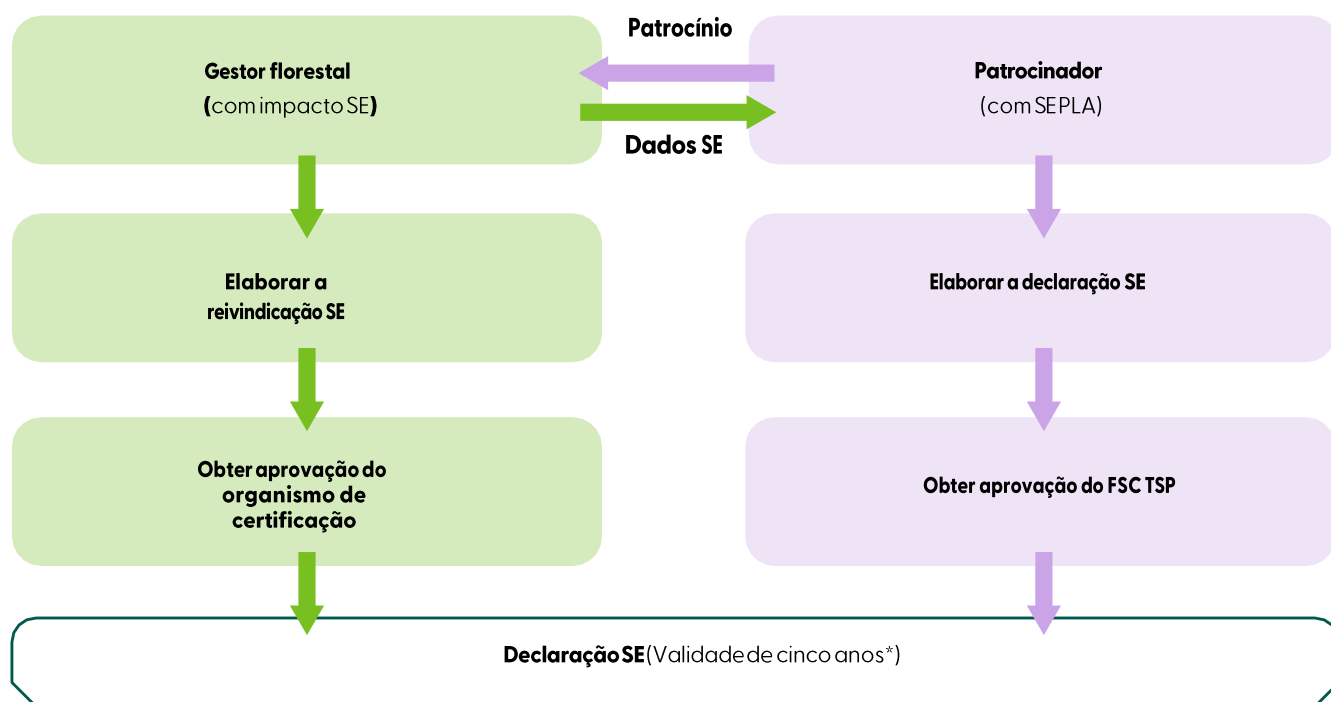 Patrocínio
Gestor florestal
(com impacto SE)
Patrocinador
(com SEPLA)
Dados SE
Elaborar a
reivindicação SE
Elaborar a declaração SE
Obter aprovação do
organismo de
certificação
Obter aprovação do FSC TSP
Declaração SE (Validade de cinco anos*)